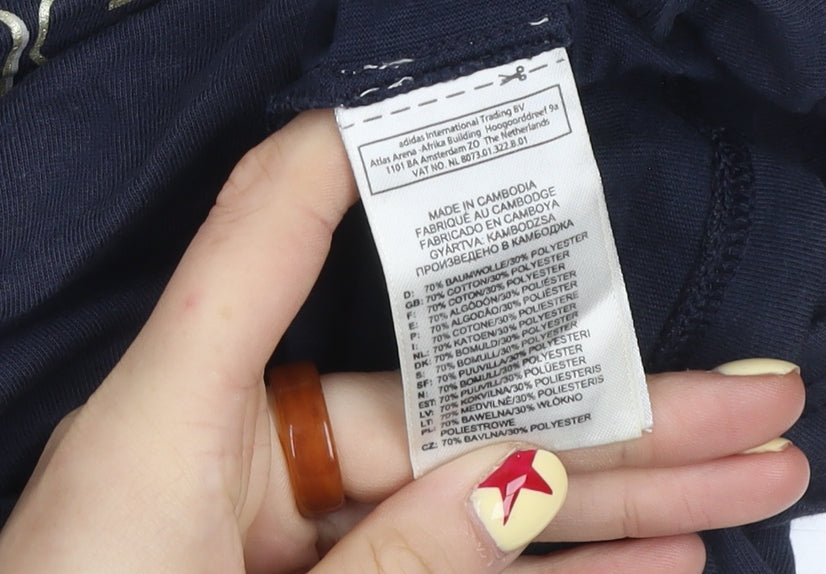 adidas International Trading BV
Atlas Arena -Afrika Building Hoogoorddreef 9a
1101 BA Amsterdam ZO The Netherlands
VAT NO. NL 8073.01.322.B.01
MADE IN CAMBODIA
FABRIQUÉ AU CAMBODGE
FABRICADO EN CAMBOYA
GYÁRTVA: KAMBODZSA
ПРОИЗВЕДЕНО В КАМБОДЖА
D: 70% BAUMWOLLE/30% POLYESTER
GB: 70% COTTON/30% POLYESTER
F: 70% COTON/30% POLYESTER
E: 70% ALGODÓN/30% POLIÉSTER
P: 70% ALGODÃO/30% POLIÉSTER
I: 70% COTONE/30% POLIESTERE
NL: 70% KATOEN/30% POLYESTER
DK: 70% BOMULD/30% POLYESTER
S: 70% BOMULL/30% POLYESTER
SF: 70% PUUVILLA/30% POLYESTERI
N: 70% BOMULL/30% POLYESTER
EST: 70% PUUVILL/30% POLÜESTER
LV: 70% KOKVILNA/30% POLIESTERIS
LT: 70% MEDVILNĖ/30% POLIESTERIS
PL: 70% BAWEŁNA/30% WŁÓKNO
POLIESTROWE
CZ: 70% BAVLNA/30% POLYESTER